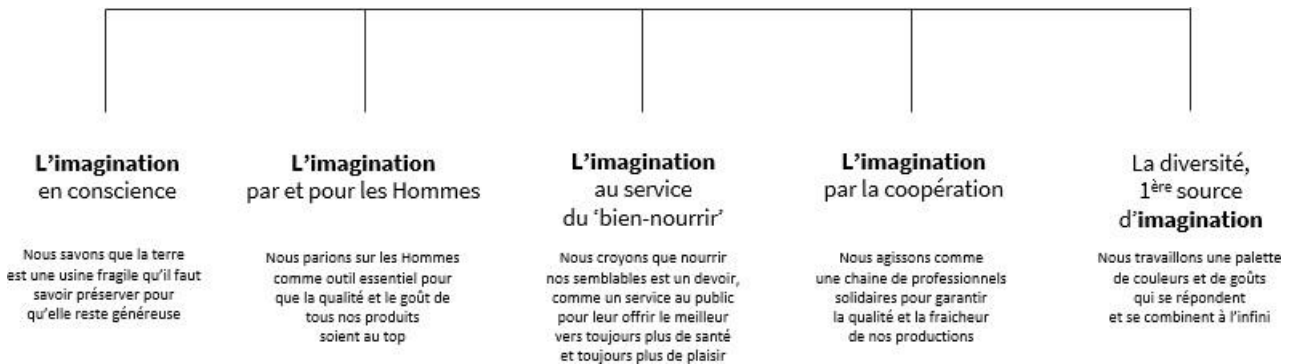 L'imagination
en conscience
Nous savons que la terre
est une usine fragile qu'il faut
savoir préserver pour
qu'elle reste généreuse
L'imagination
par et pour les Hommes
Nous parions sur les Hommes
comme outil essentiel pour
que la qualité et le goût de
tous nos produits
soient au top
L'imagination
au service
du 'bien-nourrir'
Nous croyons que nourrir
nos semblables est un devoir,
comme un service au public
pour leur offrir le meilleur
vers toujours plus de santé
et toujours plus de plaisir
L'imagination
par la coopération
Nous agissons comme
une chaine de professionnels
solidaires pour garantir
la qualité et la fraicheur
de nos productions
La diversité,
1ère source
d'imagination
Nous travaillons une palette
de couleurs et de goûts
qui se répondent
et se combinent à l'infini